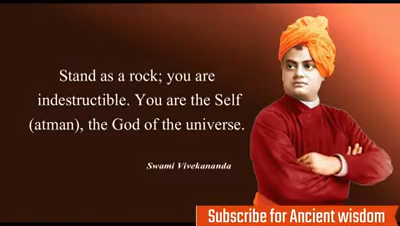 Stand as a rock; you are
indestructible. You are the Self
(atman), the God of the universe.
Swami Vivekananda
Subscribe for Ancient wisdom